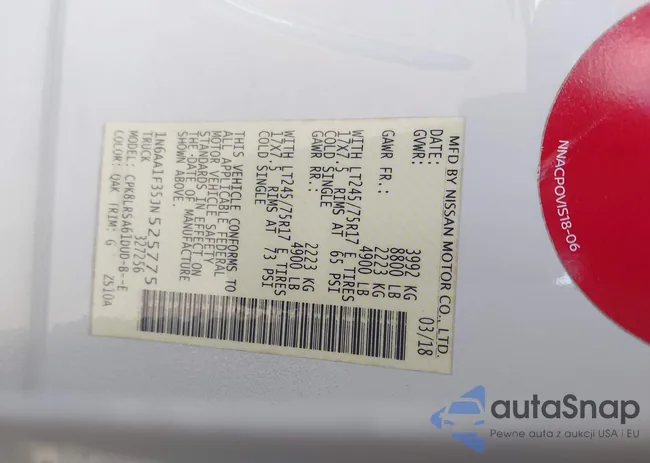 MFD BY NISSAN MOTOR CO., LTD.
03/18
GVWR: 3992 KG
8800 LB
GAWR FR: 2223 KG
4900 LB
WITH LT245/75R17 E TIRES
17X7.5 RIMS AT 65 PSI
COLD SINGLE
GAWR RR: 2223 KG
4900 LB
WITH LT245/75R17 E TIRES
17X7.5 RIMS AT 73 PSI
COLD SINGLE
THIS VEHICLE CONFORMS TO
ALL APPLICABLE FEDERAL
MOTOR VEHICLE SAFETY
STANDARDS IN EFFECT ON
THE DATE OF MANUFACTURE
SHOWN ABOVE.
1N6AA1F35JN525775
TRUCK 327256
MODEL: CPK8LRSA61DUD-B--E
COLOR: QAK TRIM: G 2S10A
NNACPOVIS18-06
autaSnap
Pewne auta z aukcji USA i EU